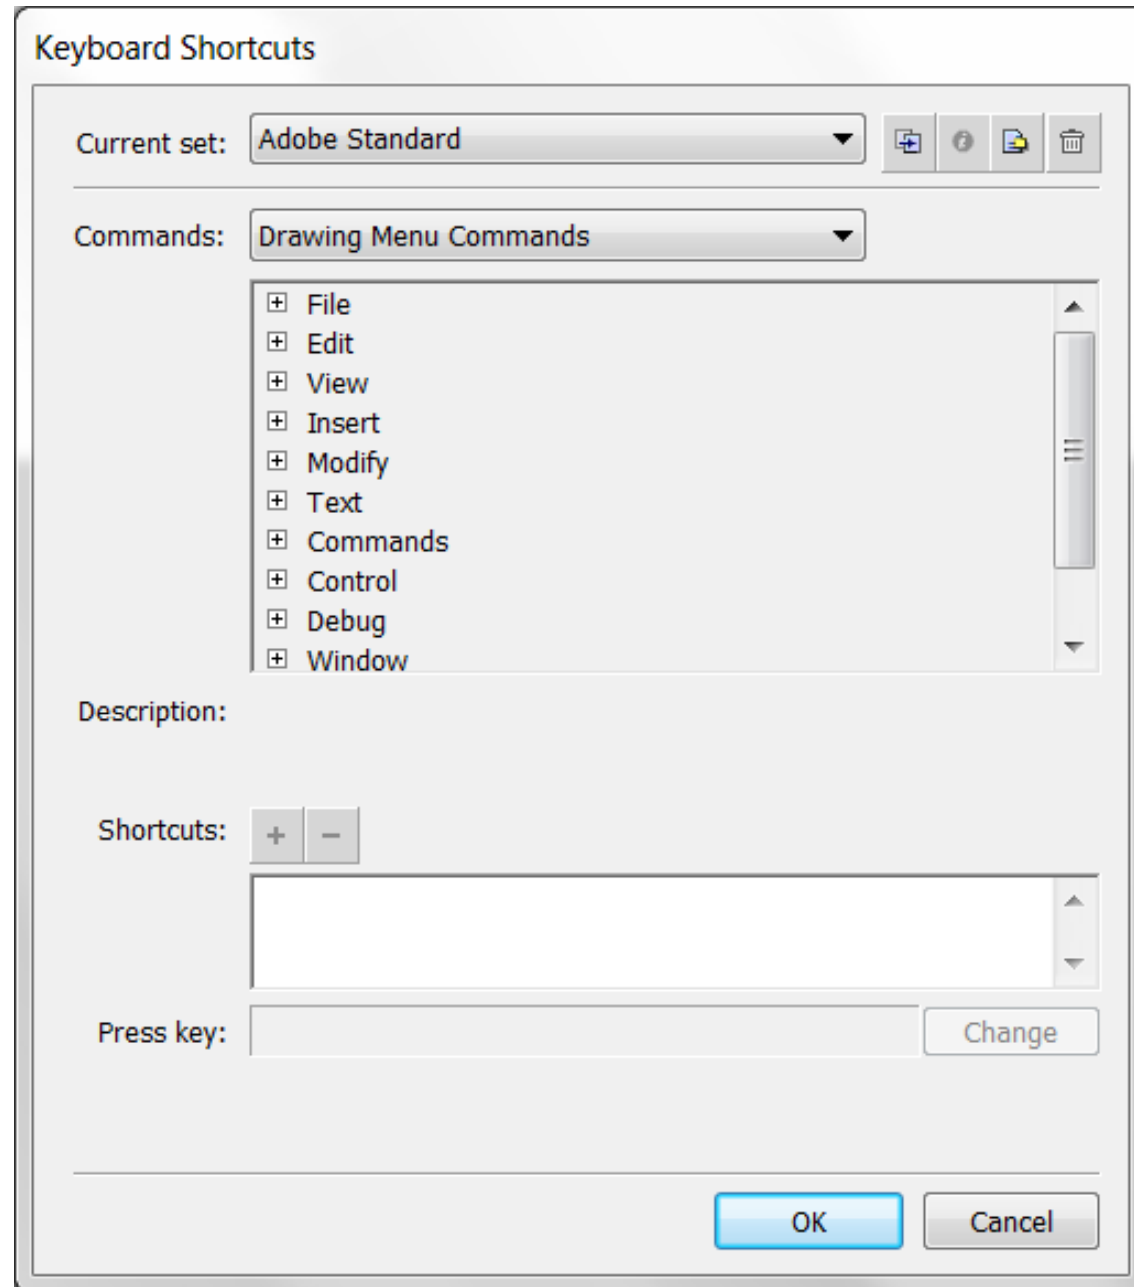 Keyboard Shortcuts
Current set: Adobe Standard
Commands: Drawing Menu Commands
File
Edit
View
Insert
Modify
Text
Commands
Control
Debug
Window
Description:
Shortcuts: + −
Press key: Change
OK Cancel